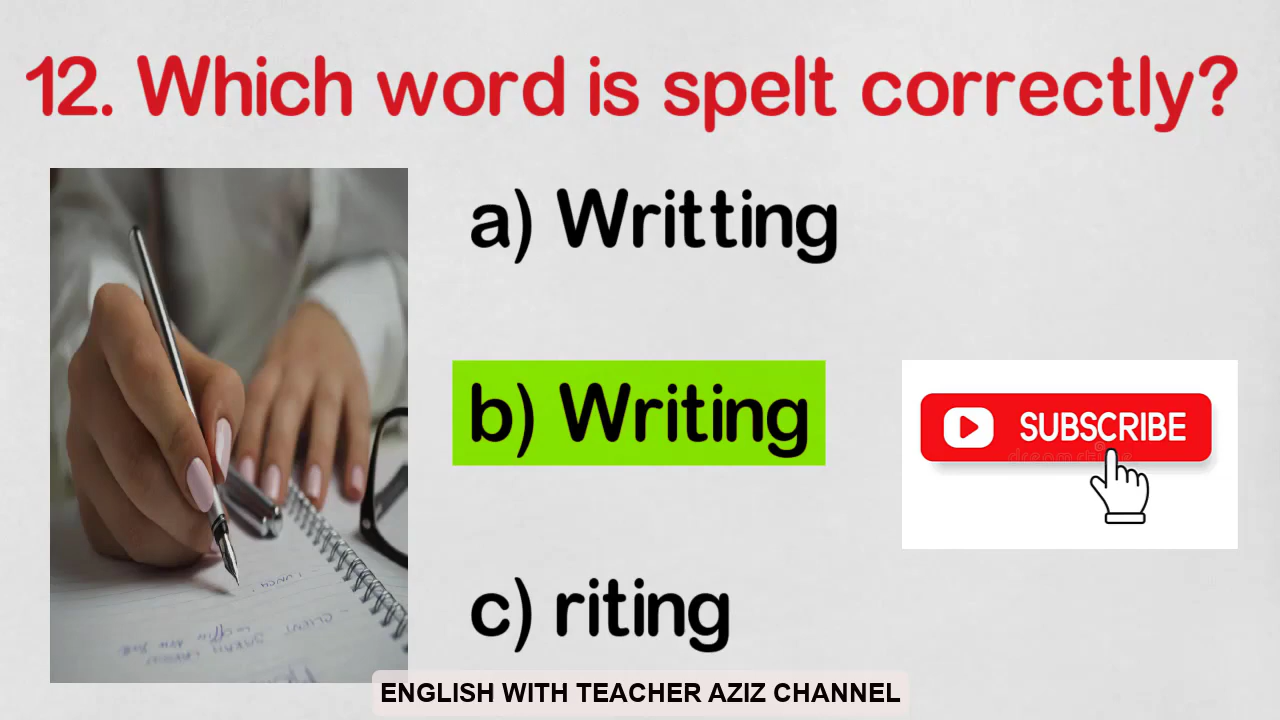 12. Which word is spelt correctly?
a) Writting
b) Writing
SUBSCRIBE
c) riting
ENGLISH WITH TEACHER AZIZ CHANNEL